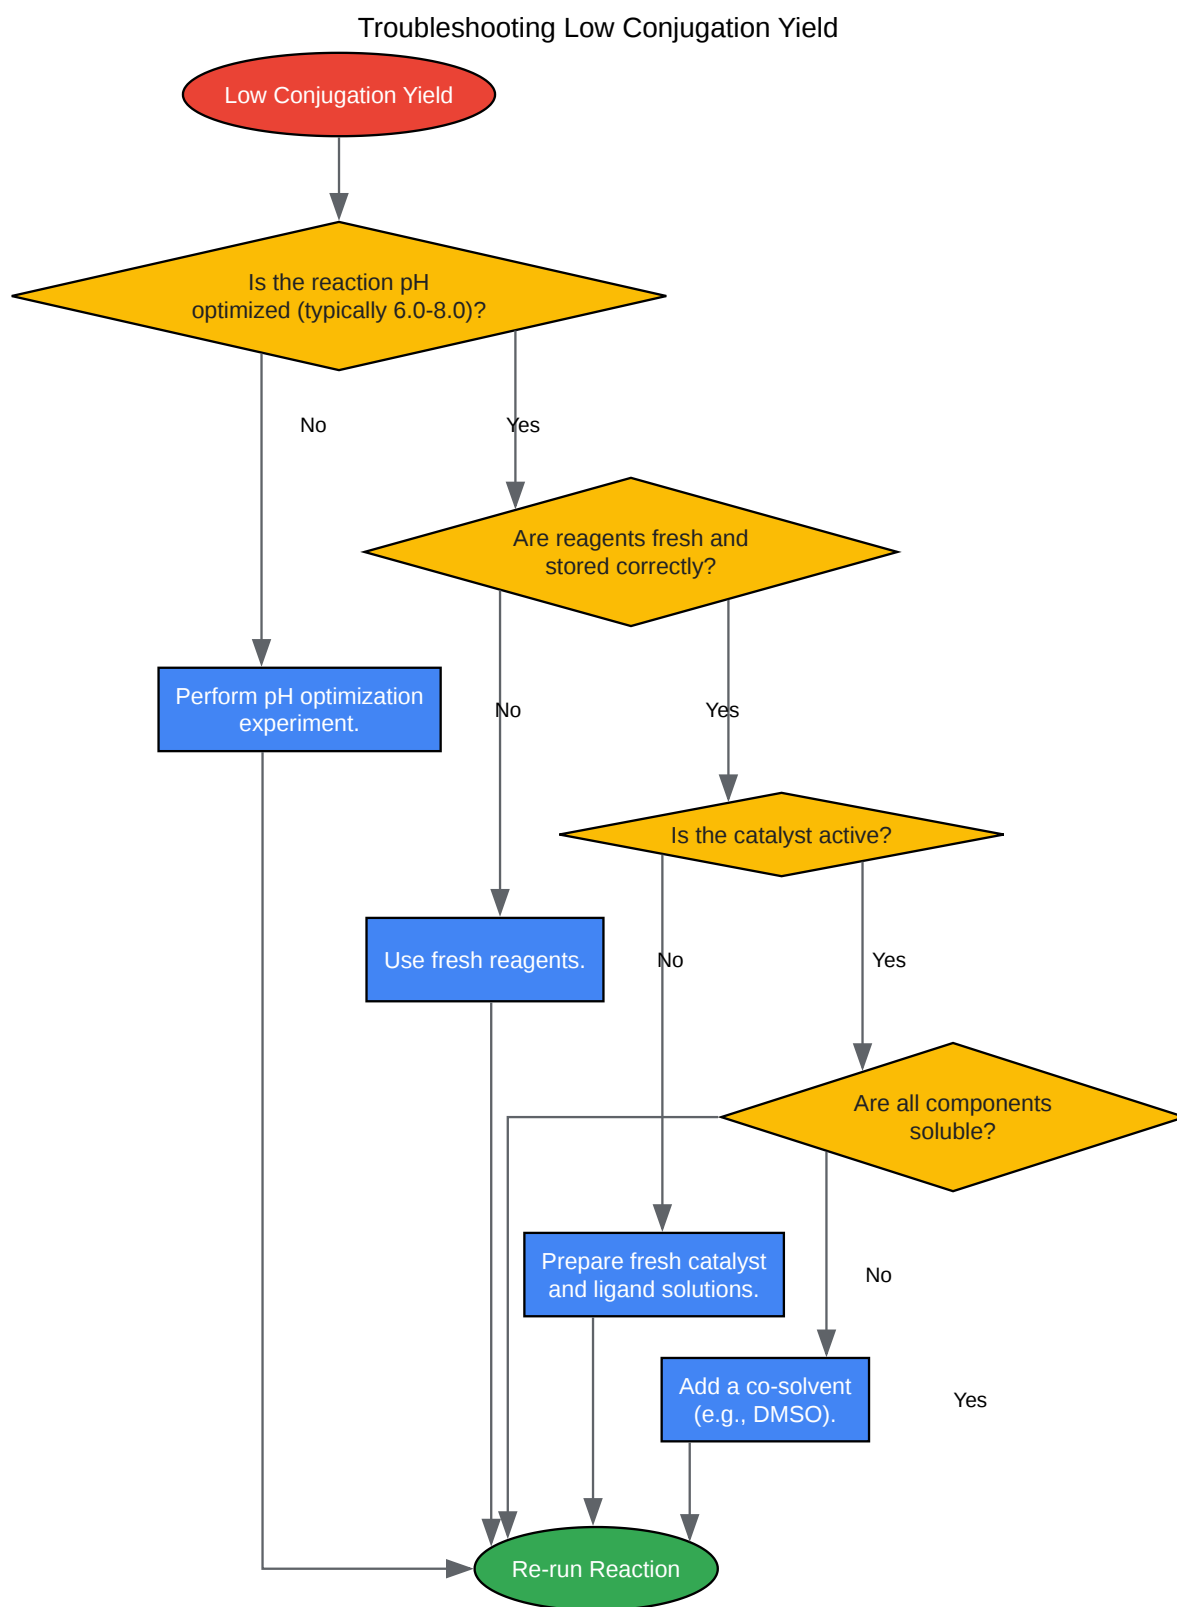 Troubleshooting Low Conjugation Yield
Low Conjugation Yield
Is the reaction pH
optimized (typically 6.0-8.0)?
No
Yes
Are reagents fresh and
stored correctly?
Perform pH optimization
experiment.
No
Yes
Is the catalyst active?
Use fresh reagents.
No
Yes
Are all components
soluble?
Prepare fresh catalyst
and ligand solutions.
No
Add a co-solvent
(e.g., DMSO).
Yes
Re-run Reaction